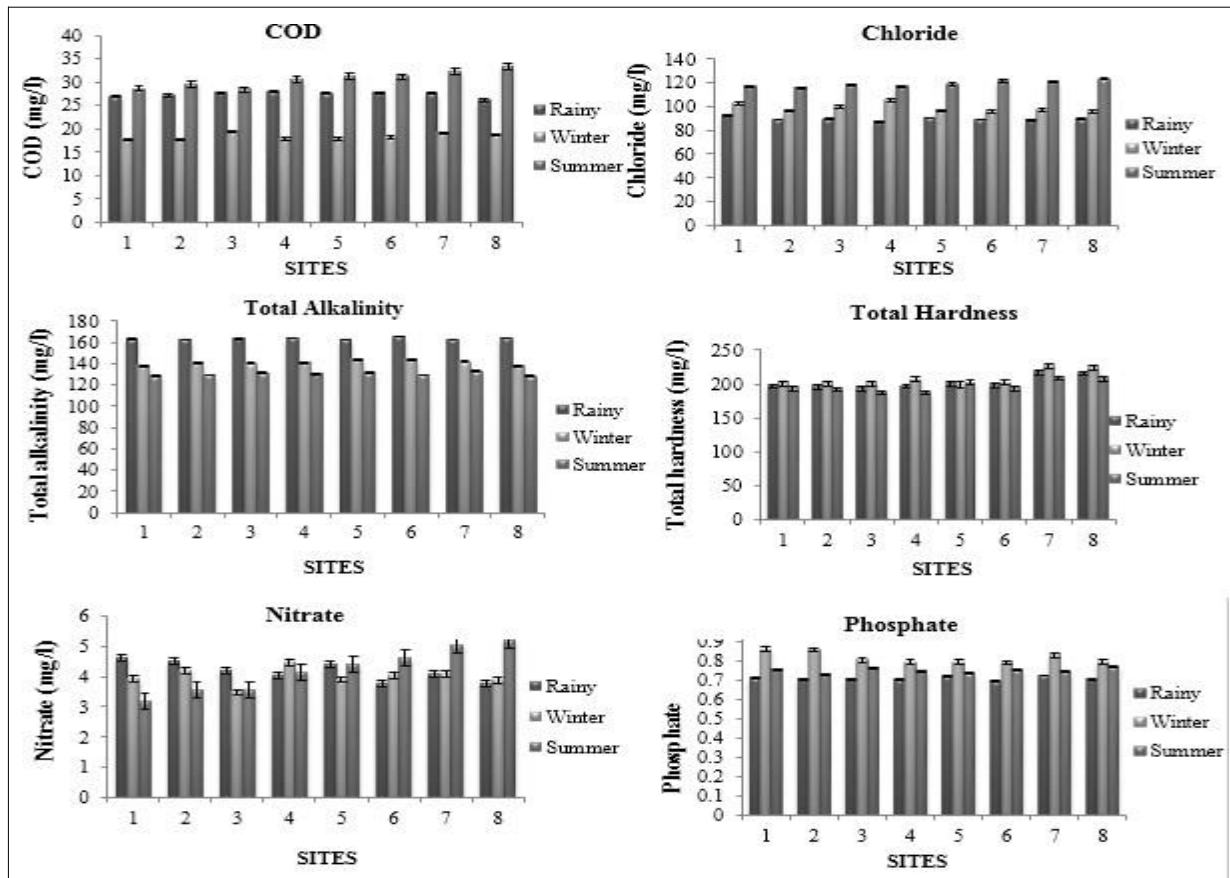 COD
COD (mg/l)
40
35
30
25
20
15
10
5
0
1 2 3 4 5 6 7 8
SITES
Rainy
Winter
Summer
Chloride
Chloride (mg/l)
140
120
100
80
60
40
20
0
1 2 3 4 5 6 7 8
SITES
Rainy
Winter
Summer
Total Alkalinity
Total alkalinity (mg/l)
180
160
140
120
100
80
60
40
20
0
1 2 3 4 5 6 7 8
SITES
Rainy
Winter
Summer
Total Hardness
Total hardness (mg/l)
250
200
150
100
50
0
1 2 3 4 5 6 7 8
SITES
Rainy
Winter
Summer
Nitrate
Nitrate (mg/l)
6
5
4
3
2
1
0
1 2 3 4 5 6 7 8
SITES
Rainy
Winter
Summer
Phosphate
Phosphate
0.9
0.8
0.7
0.6
0.5
0.4
0.3
0.2
0.1
0
1 2 3 4 5 6 7 8
SITES
Rainy
Winter
Summer